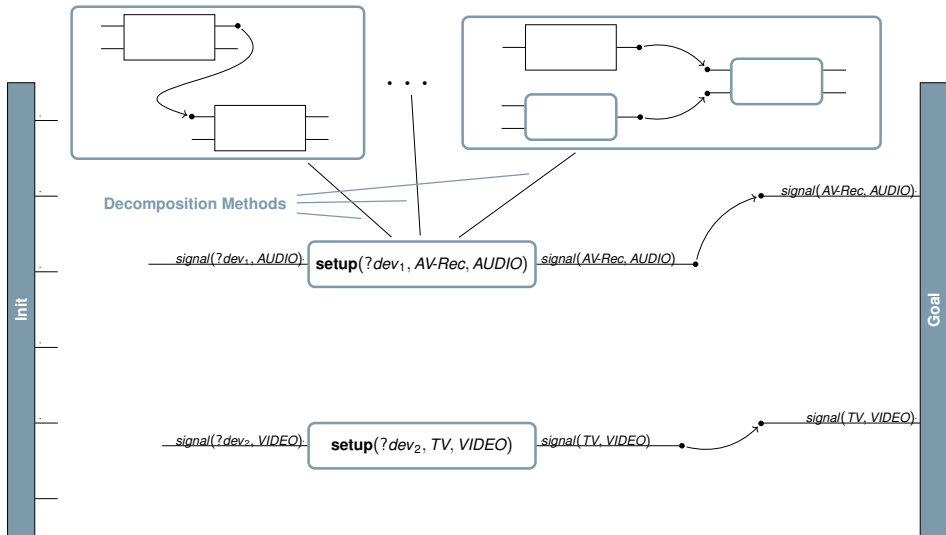 . . .
Decomposition Methods
signal(AV-Rec, AUDIO)
signal(?dev₁, AUDIO)
setup(?dev₁, AV-Rec, AUDIO)
signal(AV-Rec, AUDIO)
Init
Goal
signal(TV, VIDEO)
signal(?dev₂, VIDEO)
setup(?dev₂, TV, VIDEO)
signal(TV, VIDEO)